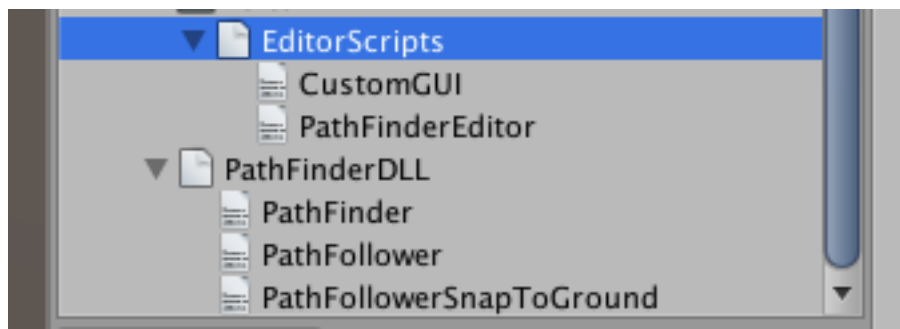 EditorScripts
CustomGUI
PathFinderEditor
PathFinderDLL
PathFinder
PathFollower
PathFollowerSnapToGround